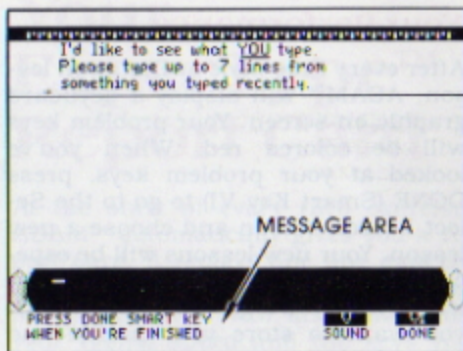 I'd like to see what YOU type.
Please type up to 7 lines from
something you typed recently.
MESSAGE AREA
PRESS DONE SMART KEY
WHEN YOU'RE FINISHED
SOUND
DONE